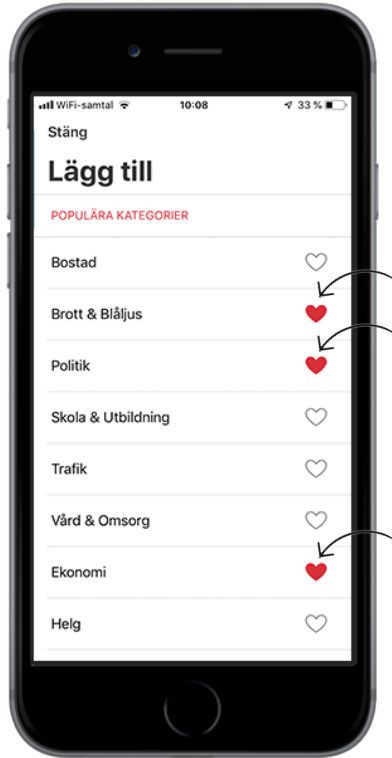 WiFi-samtal 10:08 33 %
Stäng
Lägg till
POPULÄRA KATEGORIER
Bostad
Brott & Blåljus
Politik
Skola & Utbildning
Trafik
Vård & Omsorg
Ekonomi
Helg